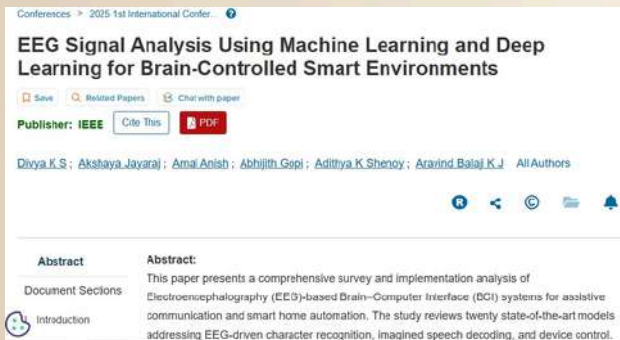 Conferences > 2025 1st International Confer...
EEG Signal Analysis Using Machine Learning and Deep
Learning for Brain-Controlled Smart Environments
Save Related Papers Chat with paper
Publisher: IEEE Cite This PDF
Divya K S ; Akshaya Jayaraj ; Amal Anish ; Abhijith Gopi ; Adithya K Shenoy ; Aravind Balaji K J All Authors
Abstract
Document Sections
Introduction
Abstract:
This paper presents a comprehensive survey and implementation analysis of
Electroencephalography (EEG)-based Brain–Computer Interface (BCI) systems for assistive
communication and smart home automation. The study reviews twenty state-of-the-art models
addressing EEG-driven character recognition, imagined speech decoding, and device control.